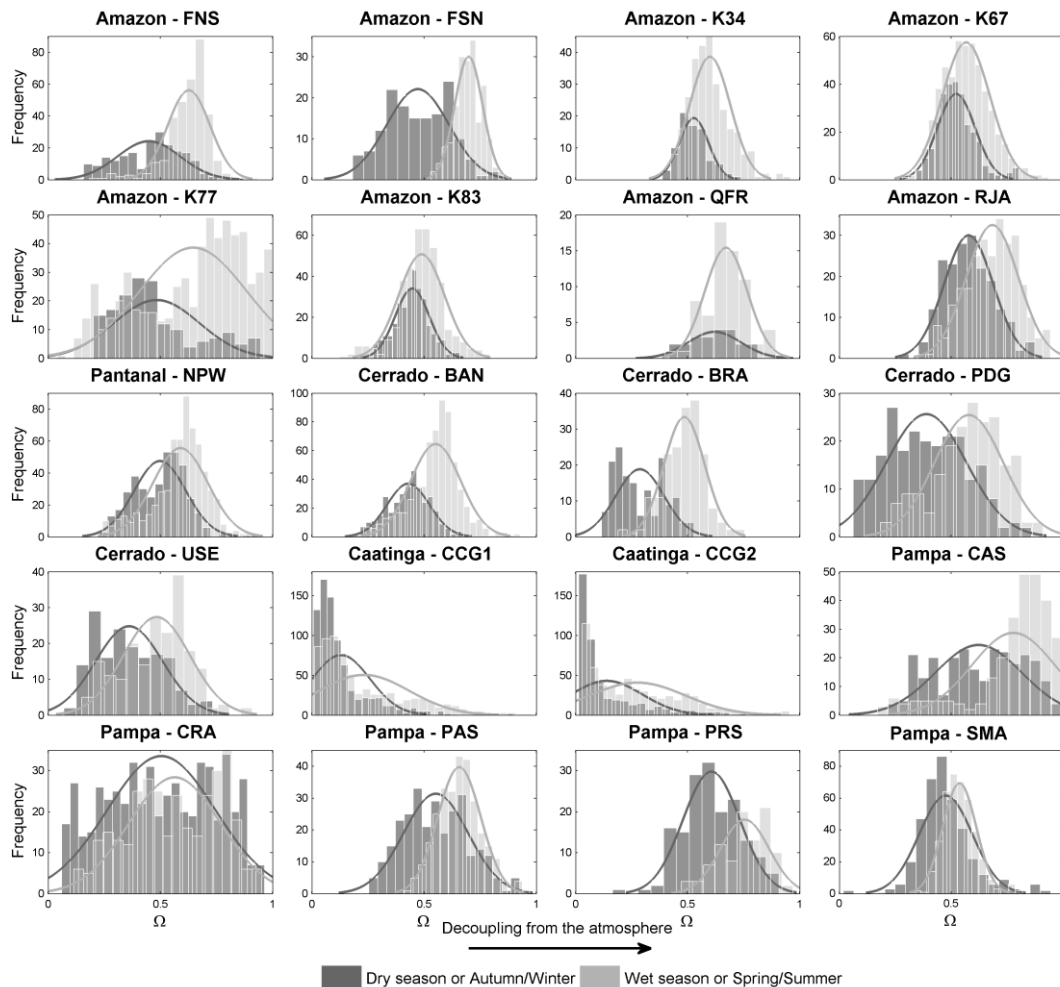 Amazon - FNS
80
60
40
20
0
Frequency
Amazon - FSN
30
20
10
0
Amazon - K34
40
30
20
10
0
Amazon - K67
60
40
20
0
Amazon - K77
50
40
30
20
10
0
Frequency
Amazon - K83
60
40
20
0
Amazon - QFR
20
15
10
5
0
Amazon - RJA
30
20
10
0
Pantanal - NPW
80
60
40
20
0
Frequency
Cerrado - BAN
100
80
60
40
20
0
Cerrado - BRA
40
30
20
10
0
Cerrado - PDG
30
20
10
0
Cerrado - USE
40
30
20
10
0
Frequency
Caatinga - CCG1
150
100
50
0
Caatinga - CCG2
150
100
50
0
Pampa - CAS
50
40
30
20
10
0
Pampa - CRA
30
20
10
0
Frequency
0 0.5 1
Ω
Pampa - PAS
40
30
20
10
0
0 0.5 1
Ω
Pampa - PRS
40
30
20
10
0
0 0.5 1
Ω
Pampa - SMA
100
80
60
40
20
0
0.5
Ω
Decoupling from the atmosphere
Dry season or Autumn/Winter
Wet season or Spring/Summer